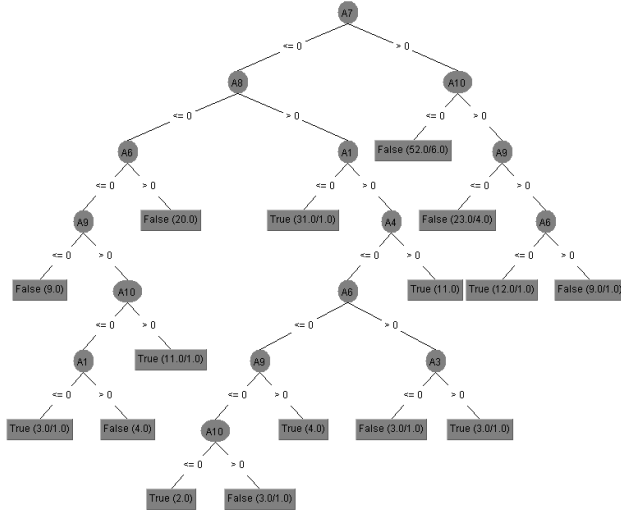 A7
<= 0 > 0
A8 A10
<= 0 > 0 <= 0 > 0
A6 A1 False (52.0/6.0) A9
<= 0 > 0 <= 0 > 0 <= 0 > 0
A9 False (20.0) True (31.0/1.0) A4 False (23.0/4.0) A6
<= 0 > 0 <= 0 > 0 <= 0 > 0
False (9.0) A10 A6 True (11.0) True (12.0/1.0) False (9.0/1.0)
<= 0 > 0 <= 0 > 0
A1 True (11.0/1.0) A9 A3
<= 0 > 0 <= 0 > 0 <= 0 > 0
True (3.0/1.0) False (4.0) A10 True (4.0) False (3.0/1.0) True (3.0/1.0)
<= 0 > 0
True (2.0) False (3.0/1.0)